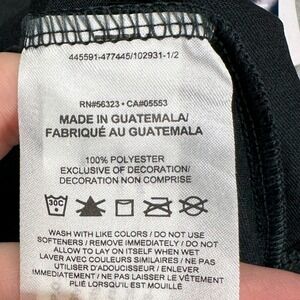 445591-477445/102931-1/2
RN#56323 • CA#05553
MADE IN GUATEMALA/
FABRIQUÉ AU GUATEMALA
100% POLYESTER
EXCLUSIVE OF DECORATION/
DECORATION NON COMPRISE
30C
WASH WITH LIKE COLORS / DO NOT USE
SOFTENERS / REMOVE IMMEDIATELY / DO NOT
ALLOW TO LAY ON ITSELF WHEN WET
LAVER AVEC COULEURS SIMILAIRES / NE PAS
UTILISER D'ADOUCISSEUR / ENLEVER
IMMEDIATEMENT / NE PAS LAISSER LE VÊTEMENT
PLIÉ LORSQU'IL EST MOUILLÉ